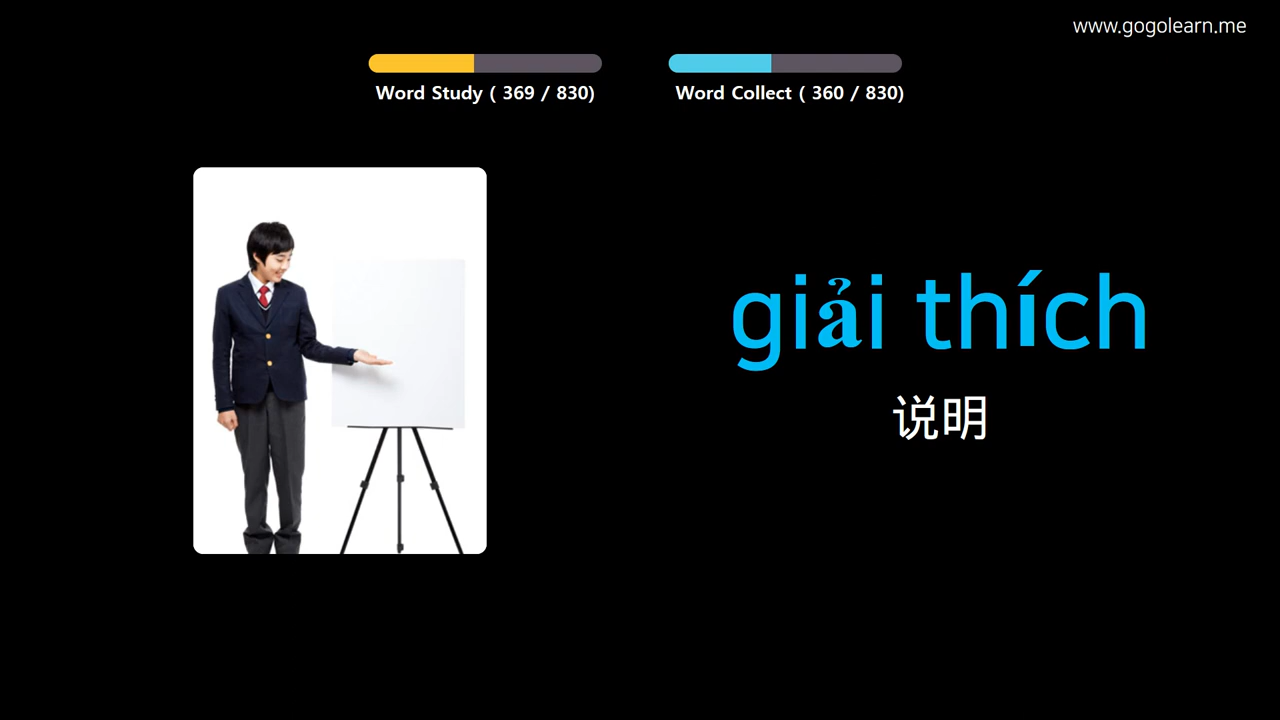 www.gogolearn.me
Word Study ( 369 / 830)
Word Collect ( 360 / 830)
giải thích
说明